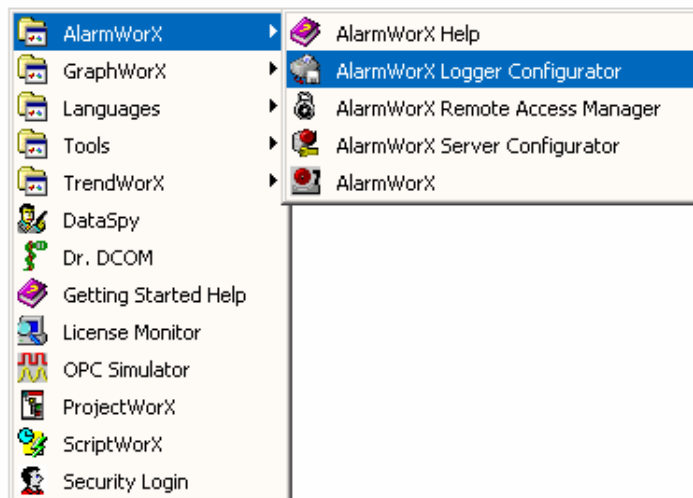 AlarmWorX
GraphWorX
Languages
Tools
TrendWorX
DataSpy
Dr. DCOM
Getting Started Help
License Monitor
OPC Simulator
ProjectWorX
ScriptWorX
Security Login
AlarmWorX Help
AlarmWorX Logger Configurator
AlarmWorX Remote Access Manager
AlarmWorX Server Configurator
AlarmWorX